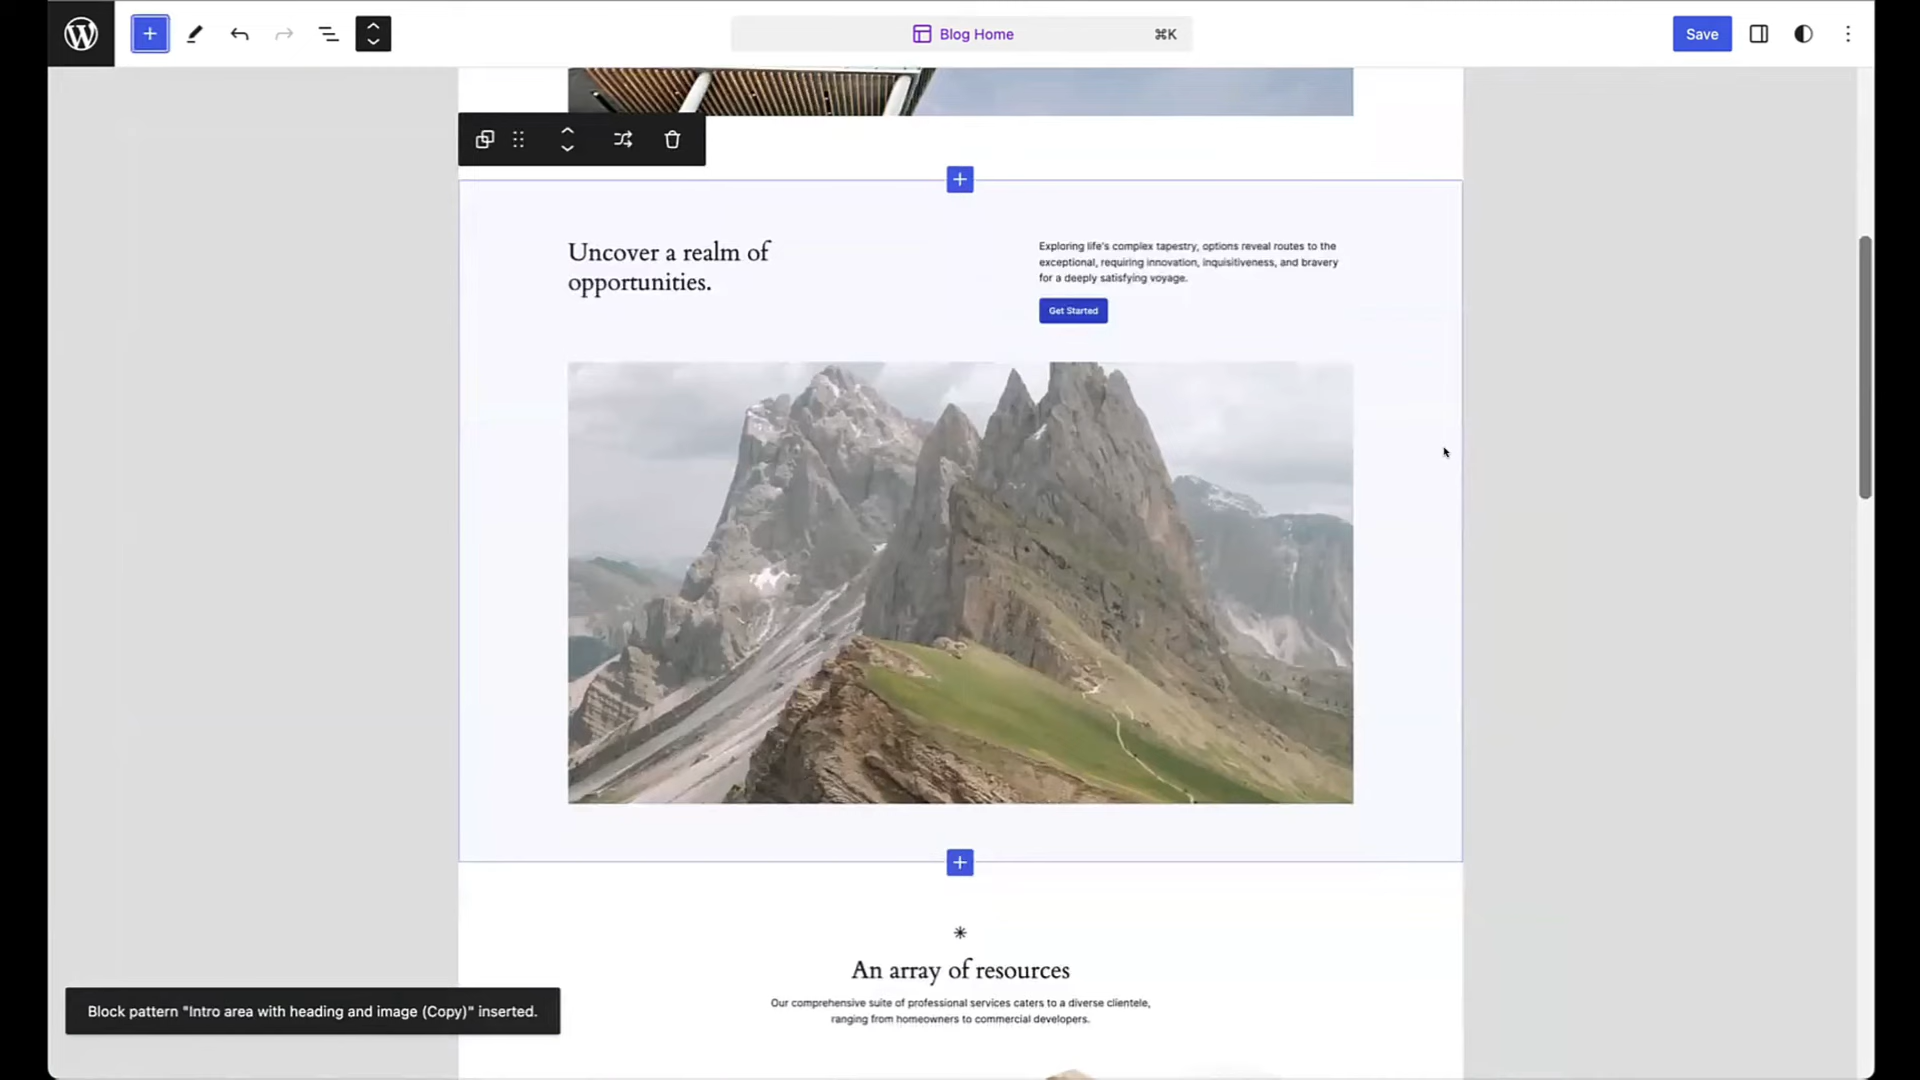 Blog Home
⌘K
Save
Uncover a realm of
opportunities.
Exploring life's complex tapestry, options reveal routes to the
exceptional, requiring innovation, inquisitiveness, and bravery
for a deeply satisfying voyage.
Get Started
An array of resources
Our comprehensive suite of professional services caters to a diverse clientele,
ranging from homeowners to commercial developers.
Block pattern "Intro area with heading and image (Copy)" inserted.